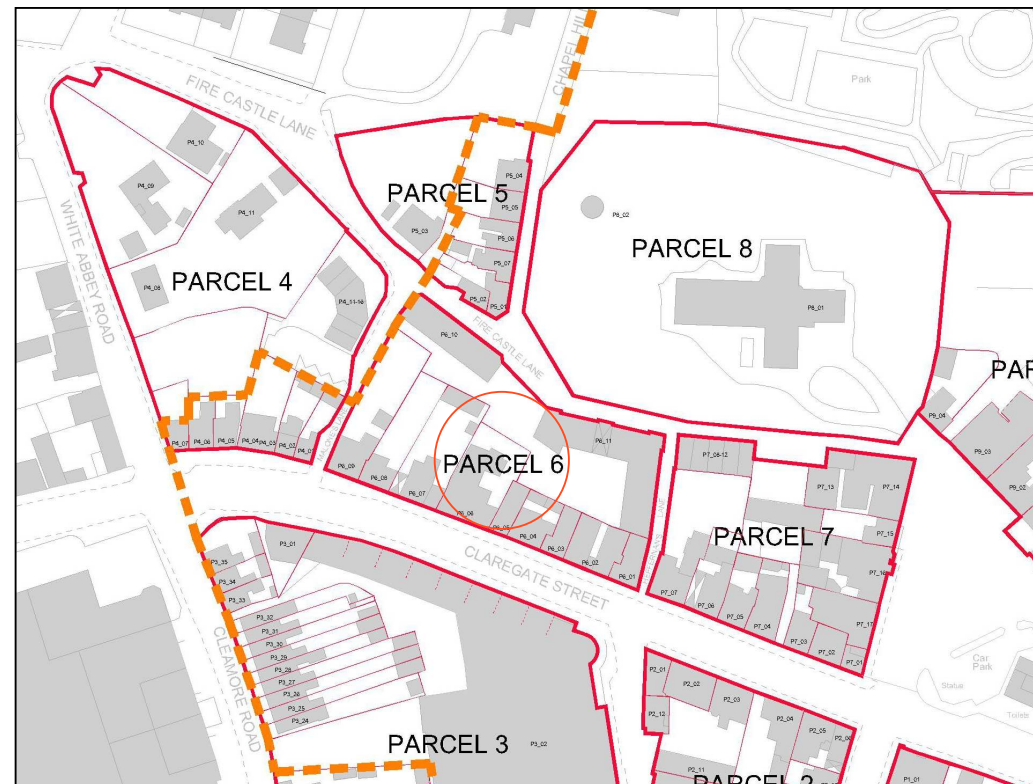 CHAPEL HILL
Park
FIRE CASTLE LANE
P4_10
P4_09
P4_11
P4_08
PARCEL 4
WHITE ABBEY ROAD
P4_11-16
P4_07
P4_06
P4_05
P4_04
P4_03
P4_02
PARCEL 5
P5_04
P5_05
P5_03
P5_06
P5_07
P5_02
P5_01
P8_02
PARCEL 8
P8_01
FIRE CASTLE LANE
P6_10
P6_11
PARCEL 6
P6_09
P6_08
P6_07
P6_06
P6_05
P6_04
P6_03
P6_02
P6_01
CLAREGATE STREET
LANE
PAR
P9_04
P9_03
P9_02
P7_08-12
P7_13
P7_14
P7_15
P7_16
PARCEL 7
P7_07
P7_06
P7_05
P7_04
P7_03
P7_02
P7_01
P7_17
P3_01
P3_35
P3_34
P3_33
P3_32
P3_31
P3_30
P3_29
P3_28
P3_27
P3_26
P3_25
P3_24
CLEAMORE ROAD
PARCEL 3
P3_02
P2_01
P2_02
P2_03
P2_12
P2_04
P2_05
P2_11
PARCEL 2
P1_01
Car
Park
Statue
Toilets